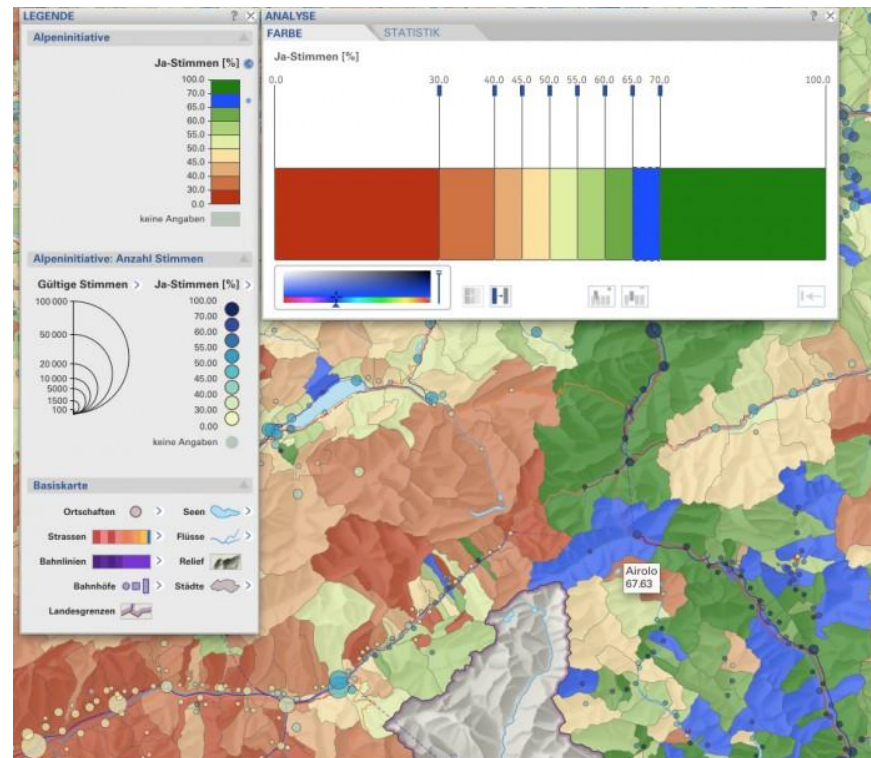 LEGENDE ? X
Alpeninitiative
Ja-Stimmen [%]
100.0
70.0
65.0
60.0
55.0
50.0
45.0
40.0
30.0
0.0
keine Angaben
Alpeninitiative: Anzahl Stimmen
Gültige Stimmen > Ja-Stimmen [%] >
100 000
50 000
20 000
10 000
5000
1500
100
100.00
70.00
60.00
55.00
50.00
45.00
40.00
30.00
0.00
keine Angaben
Basiskarte
Ortschaften > Seen >
Strassen > Flüsse >
Bahnlinien > Relief
Bahnhöfe > Städte >
Landesgrenzen
ANALYSE ? X
FARBE STATISTIK
Ja-Stimmen [%]
0.0 30.0 40.0 45.0 50.0 55.0 60.0 65.0 70.0 100.0
Airolo
67.63